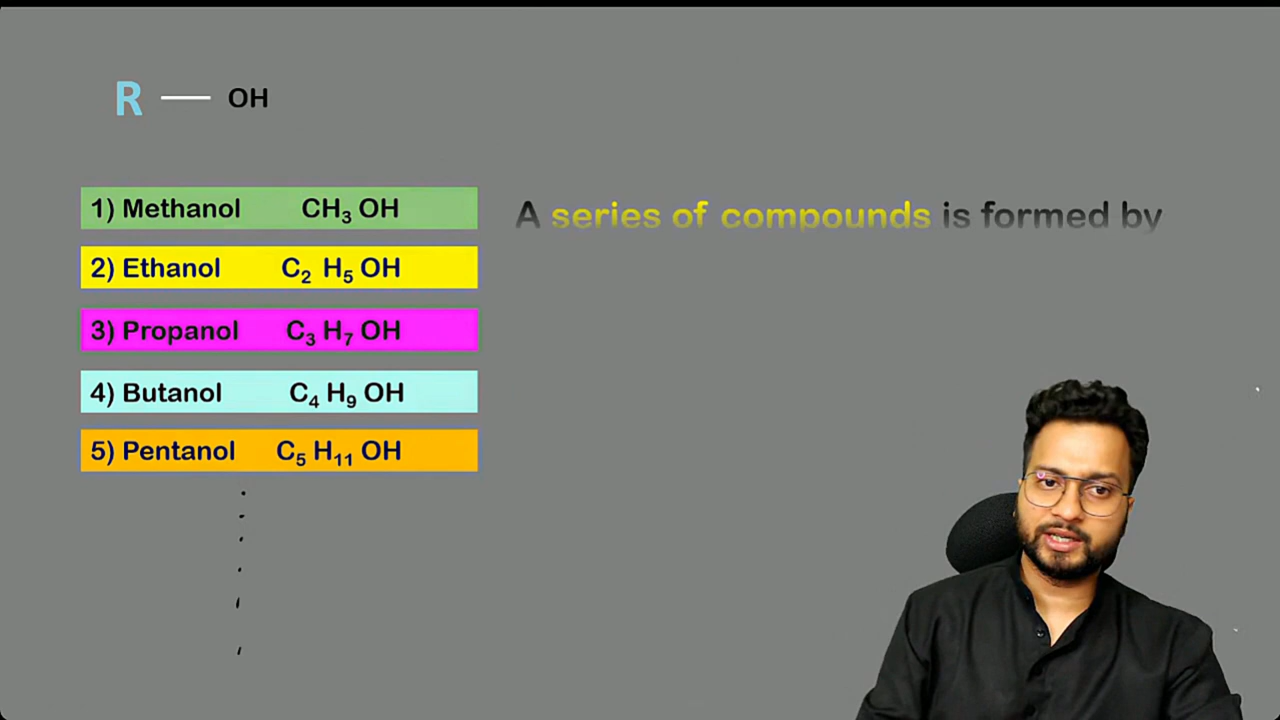 R — OH
1) Methanol CH₃ OH
A series of compounds is formed by
2) Ethanol C₂ H₅ OH
3) Propanol C₃ H₇ OH
4) Butanol C₄ H₉ OH
5) Pentanol C₅ H₁₁ OH